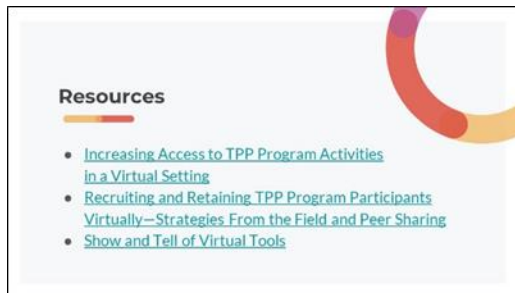 Resources
• Increasing Access to TPP Program Activities
in a Virtual Setting
• Recruiting and Retaining TPP Program Participants
Virtually—Strategies From the Field and Peer Sharing
• Show and Tell of Virtual Tools